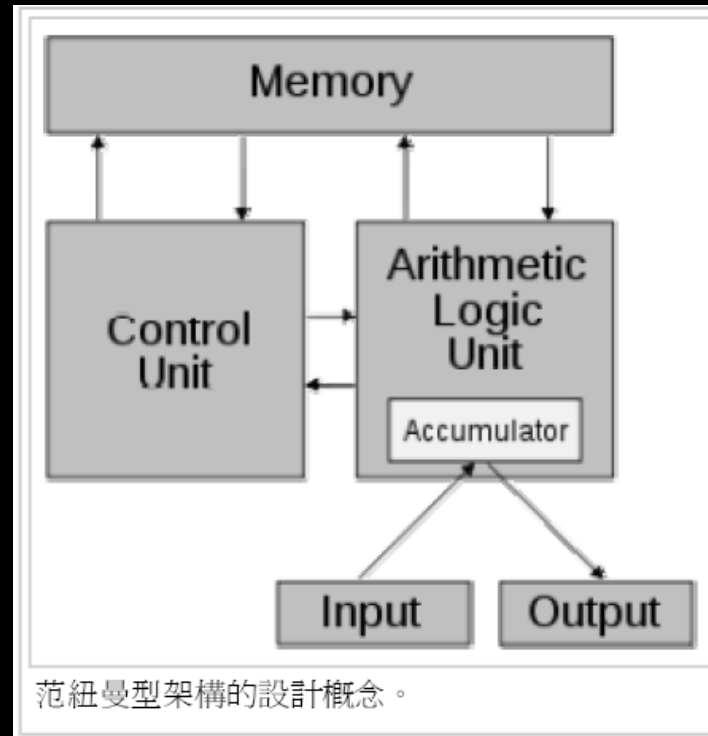 Memory
Control
Unit
Arithmetic
Logic
Unit
Accumulator
Input
Output
范紐曼型架構的設計概念。